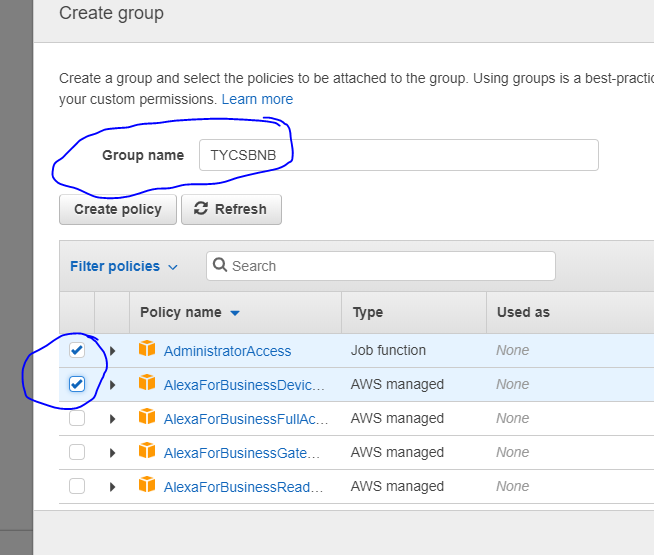 Create group
Create a group and select the policies to be attached to the group. Using groups is a best-practic
your custom permissions. Learn more
Group name TYCSBNB
Create policy Refresh
Filter policies Search
Policy name Type Used as
AdministratorAccess Job function None
AlexaForBusinessDevic... AWS managed None
AlexaForBusinessFullAc... AWS managed None
AlexaForBusinessGate... AWS managed None
AlexaForBusinessRead... AWS managed None